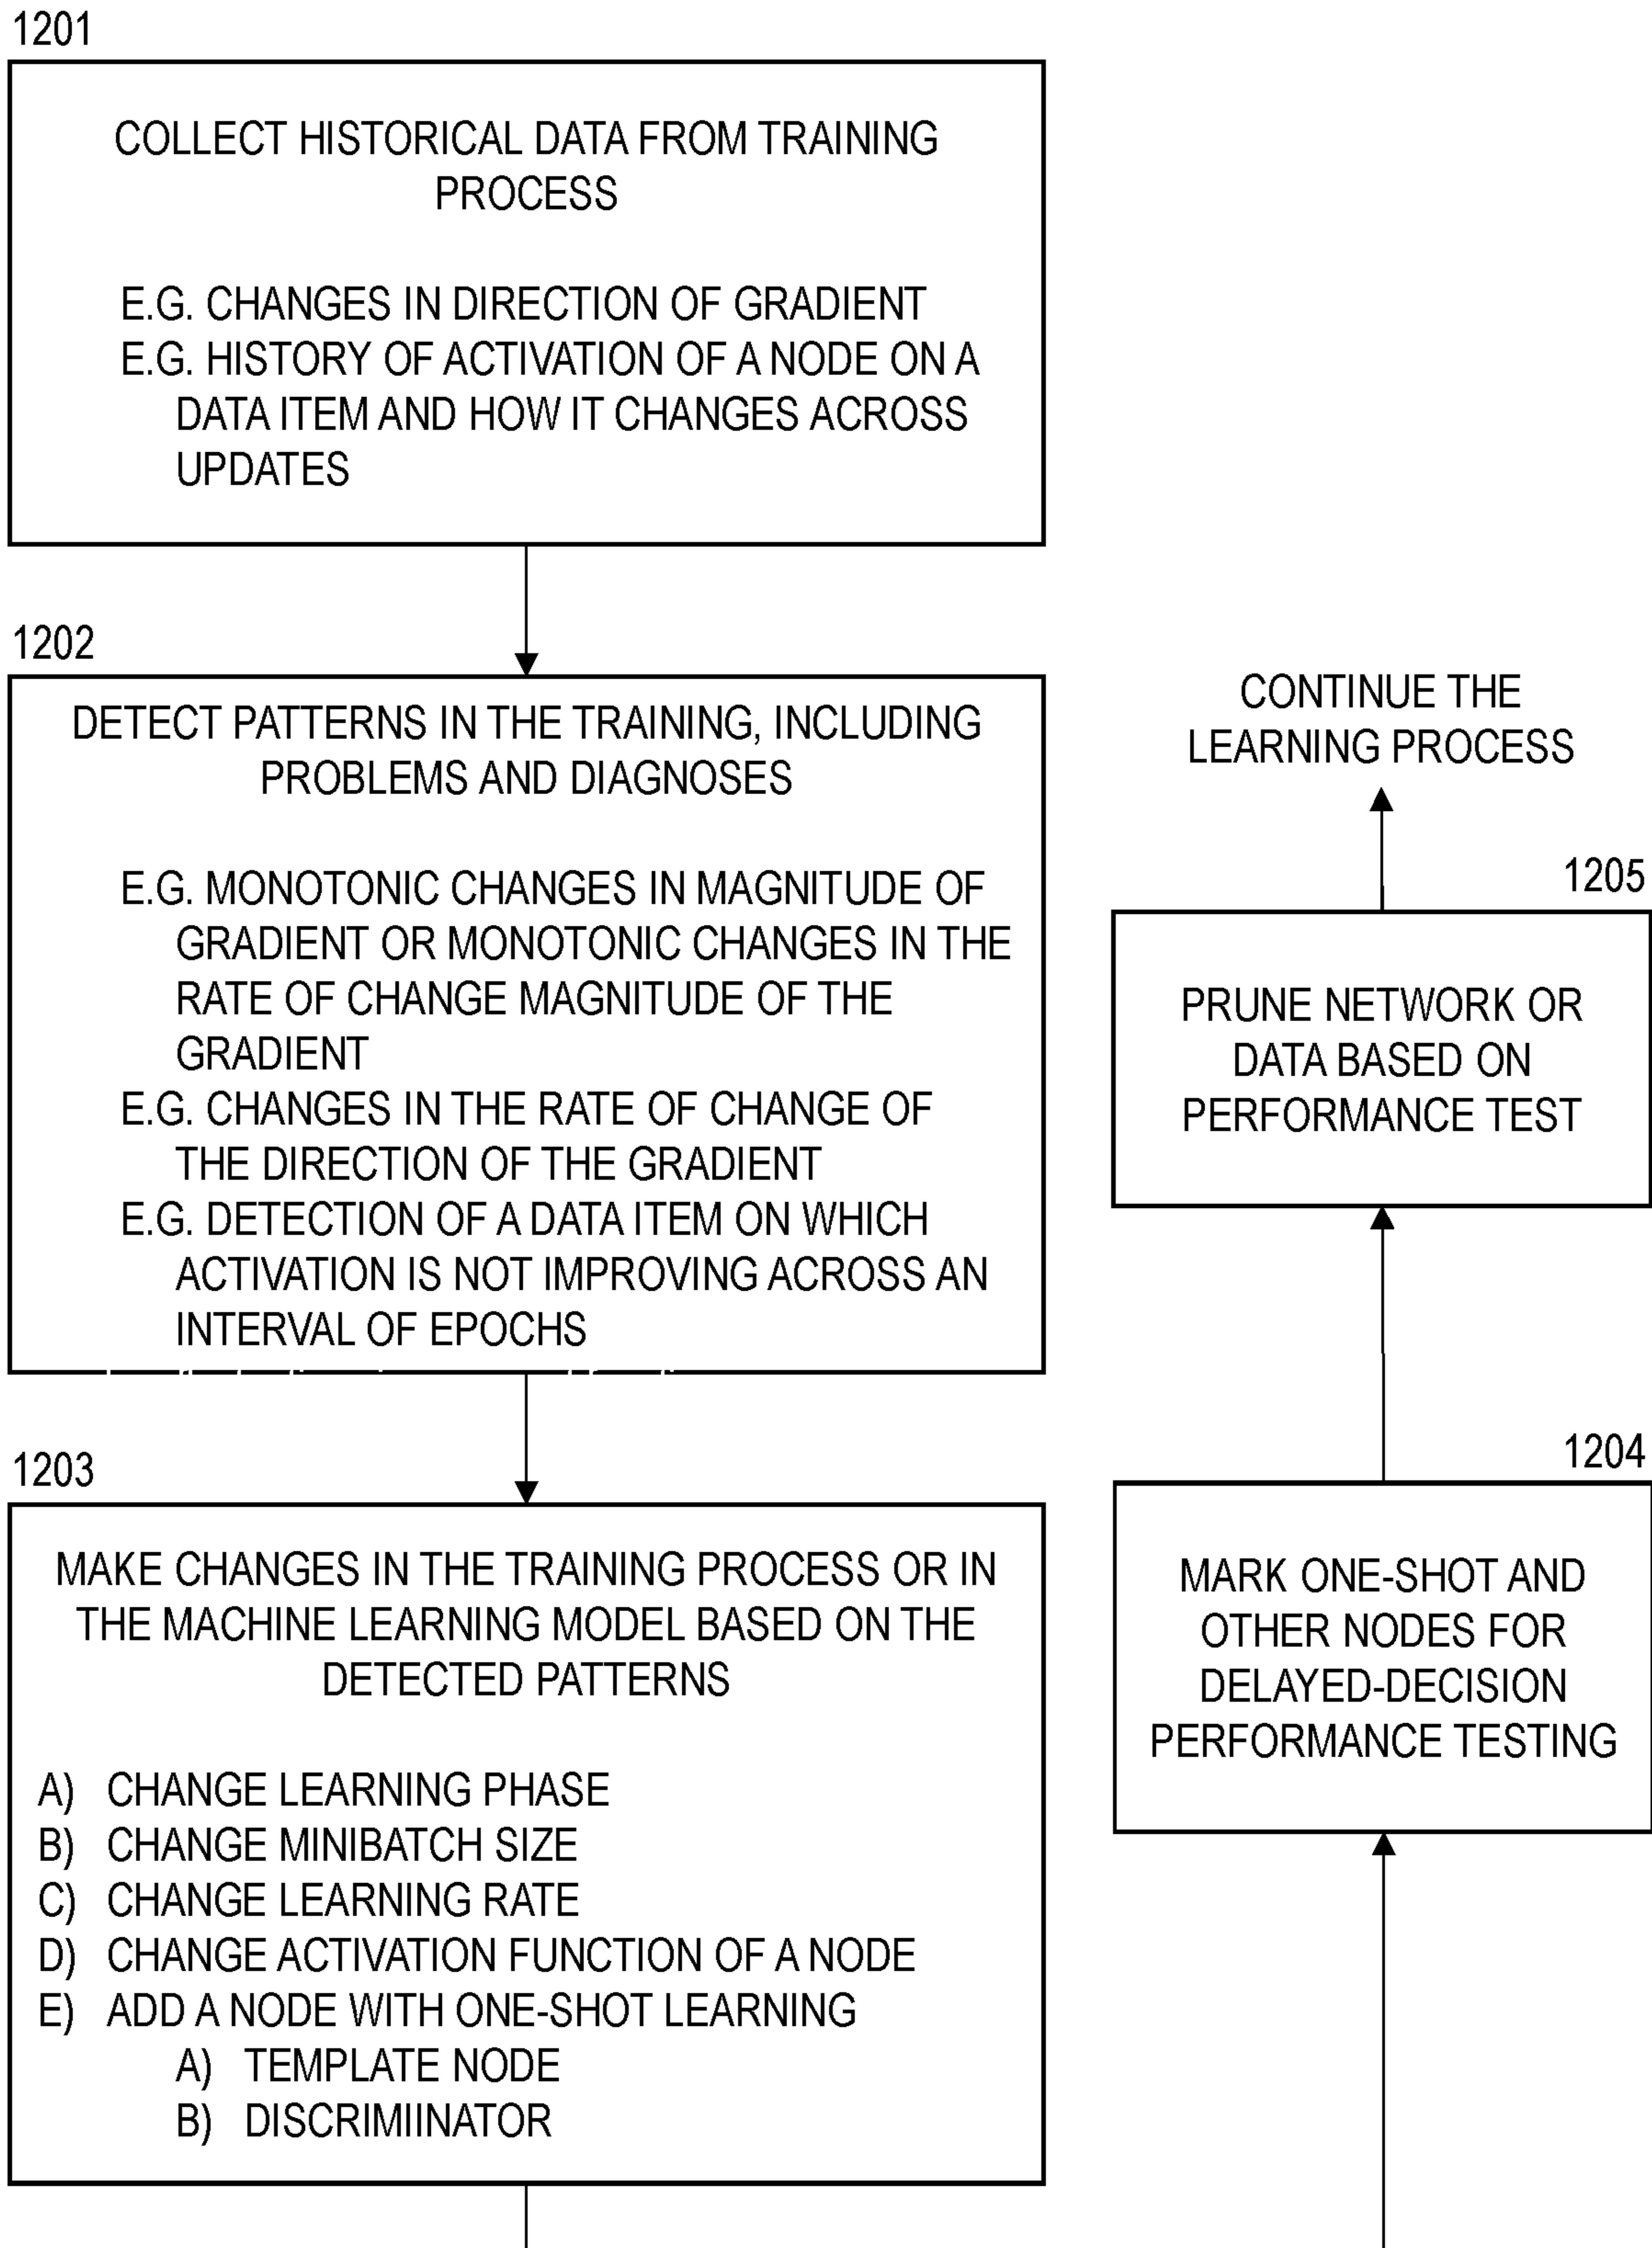 1201
COLLECT HISTORICAL DATA FROM TRAINING
PROCESS
E.G. CHANGES IN DIRECTION OF GRADIENT
E.G. HISTORY OF ACTIVATION OF A NODE ON A
DATA ITEM AND HOW IT CHANGES ACROSS
UPDATES
1202
DETECT PATTERNS IN THE TRAINING, INCLUDING
PROBLEMS AND DIAGNOSES
E.G. MONOTONIC CHANGES IN MAGNITUDE OF
GRADIENT OR MONOTONIC CHANGES IN THE
RATE OF CHANGE MAGNITUDE OF THE
GRADIENT
E.G. CHANGES IN THE RATE OF CHANGE OF
THE DIRECTION OF THE GRADIENT
E.G. DETECTION OF A DATA ITEM ON WHICH
ACTIVATION IS NOT IMPROVING ACROSS AN
INTERVAL OF EPOCHS
1203
MAKE CHANGES IN THE TRAINING PROCESS OR IN
THE MACHINE LEARNING MODEL BASED ON THE
DETECTED PATTERNS
A) CHANGE LEARNING PHASE
B) CHANGE MINIBATCH SIZE
C) CHANGE LEARNING RATE
D) CHANGE ACTIVATION FUNCTION OF A NODE
E) ADD A NODE WITH ONE-SHOT LEARNING
A) TEMPLATE NODE
B) DISCRIMIINATOR
1204
MARK ONE-SHOT AND
OTHER NODES FOR
DELAYED-DECISION
PERFORMANCE TESTING
1205
PRUNE NETWORK OR
DATA BASED ON
PERFORMANCE TEST
CONTINUE THE
LEARNING PROCESS